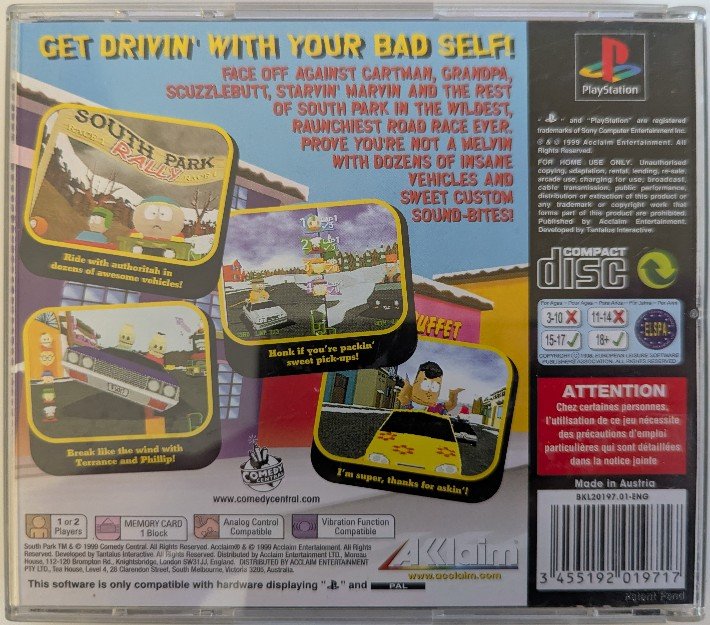 GET DRIVIN' WITH YOUR BAD SELF!
FACE OFF AGAINST CARTMAN, GRANDPA,
SCUZZLEBUTT, STARVIN' MARVIN AND THE REST
OF SOUTH PARK IN THE WILDEST,
RAUNCHIEST ROAD RACE EVER.
PROVE YOU'RE NOT A MELVIN
WITH DOZENS OF INSANE
VEHICLES AND
SWEET CUSTOM
SOUND-BITES!
SOUTH PARK
RALLY
Ride with authoritah in
dozens of awesome vehicles!
Honk if you're packin'
sweet pick-ups!
UFFET
Break like the wind with
Terrance and Phillip!
I'm super, thanks for askin'!
COMEDY
CENTRAL
www.comedycentral.com
1 or 2
Players
MEMORY CARD
1 Block
Analog Control
Compatible
Vibration Function
Compatible
South Park TM & © 1999 Comedy Central. All Rights Reserved. Acclaim® & © 1999 Acclaim Entertainment. All Rights
Reserved. Developed by Tantalus Interactive. All Rights Reserved. Distributed by Acclaim Entertainment Ltd., Moreau
House, 112-120 Brompton Rd, Knightsbridge, London SW31JJ, England. DISTRIBUTED BY ACCLAIM ENTERTAINMENT
PTY LTD., Tea House, Level 4, 28 Clarendon Street, South Melbourne, Victoria 3205, Australia.
AKKlaim
www.acclaim.com
This software is only compatible with hardware displaying " " and PAL
PlayStation
" " and "PlayStation" are registered
trademarks of Sony Computer Entertainment Inc.
® & © 1999 Acclaim Entertainment. All
Rights Reserved.
FOR HOME USE ONLY. Unauthorised
copying, adaptation, rental, lending, re-sale,
arcade use, charging for use, broadcast,
cable transmission, public performance,
distribution or extraction of this product or
any trademark or copyright work that
forms part of this product are prohibited.
Published by Acclaim Entertainment.
Developed by Tantalus Interactive.
COMPACT
disc
3-10
11-14
15-17
18+
ELSPA
ATTENTION
Chez certaines personnes,
l'utilisation de ce jeu nécessite
des précautions d'emploi
particulières qui sont détaillées
dans la notice jointe
Made in Austria
BKL20197.01-ENG
3 455192 019717
Patent Pend